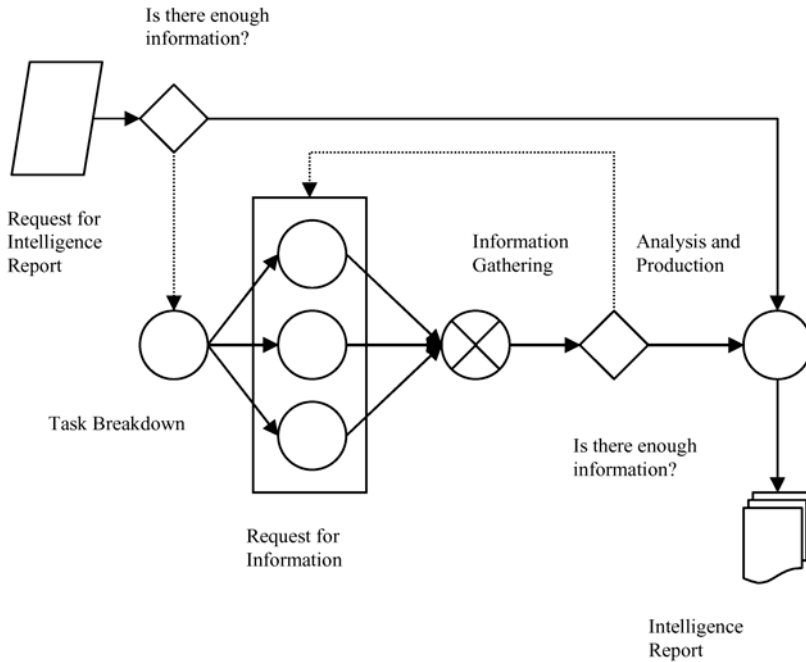 Is there enough
information?
Request for
Intelligence
Report
Information
Gathering
Analysis and
Production
Task Breakdown
Is there enough
information?
Request for
Information
Intelligence
Report